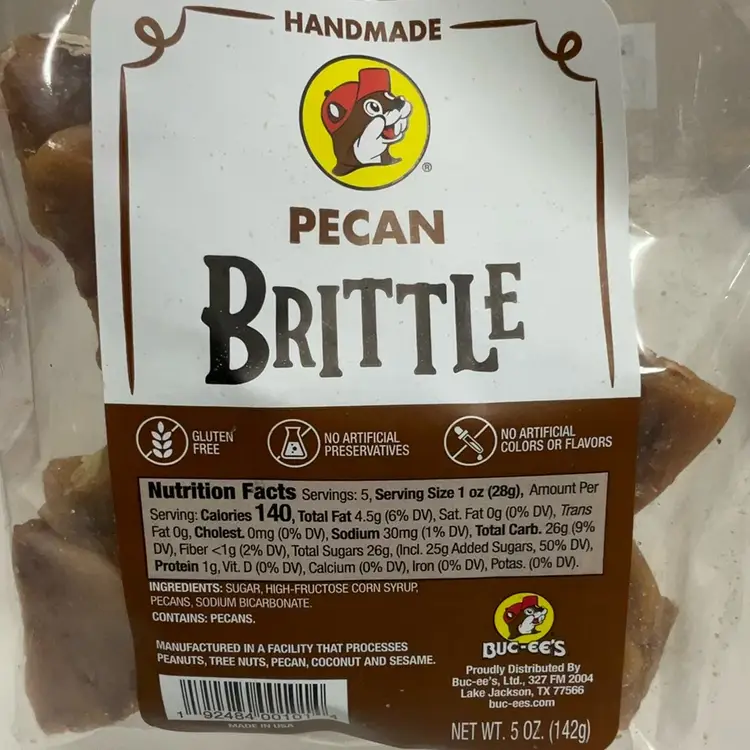 HANDMADE
®
PECAN
BRITTLE
GLUTEN
FREE
NO ARTIFICIAL
PRESERVATIVES
NO ARTIFICIAL
COLORS OR FLAVORS
Nutrition Facts Servings: 5, Serving Size 1 oz (28g), Amount Per
Serving: Calories 140, Total Fat 4.5g (6% DV), Sat. Fat 0g (0% DV), Trans
Fat 0g, Cholest. 0mg (0% DV), Sodium 30mg (1% DV), Total Carb. 26g (9%
DV), Fiber <1g (2% DV), Total Sugars 26g, (Incl. 25g Added Sugars, 50% DV),
Protein 1g, Vit. D (0% DV), Calcium (0% DV), Iron (0% DV), Potas. (0% DV).
INGREDIENTS: SUGAR, HIGH-FRUCTOSE CORN SYRUP,
PECANS, SODIUM BICARBONATE.
CONTAINS: PECANS.
MANUFACTURED IN A FACILITY THAT PROCESSES
PEANUTS, TREE NUTS, PECAN, COCONUT AND SESAME.
MADE IN USA
BUC-EE'S
Proudly Distributed By
Buc-ee's, Ltd., 327 FM 2004
Lake Jackson, TX 77566
buc-ees.com
NET WT. 5 OZ. (142g)